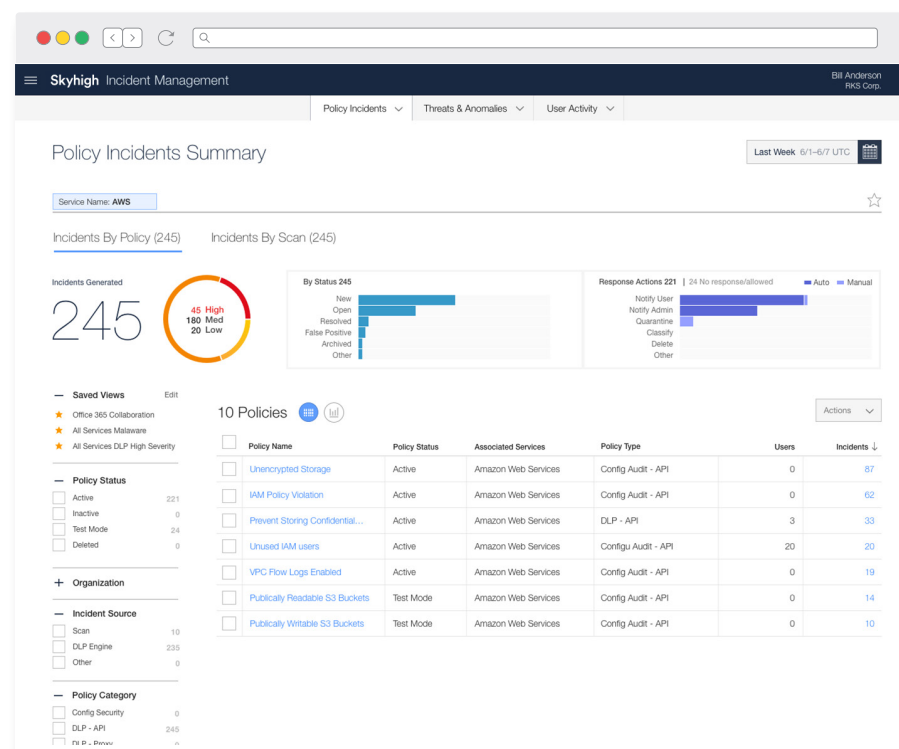 Skyhigh Incident Management
Bill Anderson
RKS Corp.
Policy Incidents
Threats & Anomalies
User Activity
Policy Incidents Summary
Last Week 6/1–6/7 UTC
Service Name: AWS
Incidents By Policy (245)
Incidents By Scan (245)
Incidents Generated
245
45 High
180 Med
20 Low
By Status 245
New
Open
Resolved
False Positive
Archived
Other
Response Actions 221 | 24 No response/allowed
Auto
Manual
Notify User
Notify Admin
Quarantine
Classify
Delete
Other
Saved Views Edit
Office 365 Collaboration
All Services Malaware
All Services DLP High Severity
Policy Status
Active 221
Inactive 0
Test Mode 24
Deleted 0
Organization
Incident Source
Scan 10
DLP Engine 235
Other 0
Policy Category
Config Security 0
DLP - API 245
DLP - Proxy 0
10 Policies
Actions
Policy Name Policy Status Associated Services Policy Type Users Incidents
Unencrypted Storage Active Amazon Web Services Config Audit - API 0 87
IAM Policy Violation Active Amazon Web Services Config Audit - API 0 62
Prevent Storing Confidential... Active Amazon Web Services DLP - API 3 33
Unused IAM users Active Amazon Web Services Configu Audit - API 20 20
VPC Flow Logs Enabled Active Amazon Web Services Config Audit - API 0 19
Publically Readable S3 Buckets Test Mode Amazon Web Services Config Audit - API 0 14
Publically Writable S3 Buckets Test Mode Amazon Web Services Config Audit - API 0 10